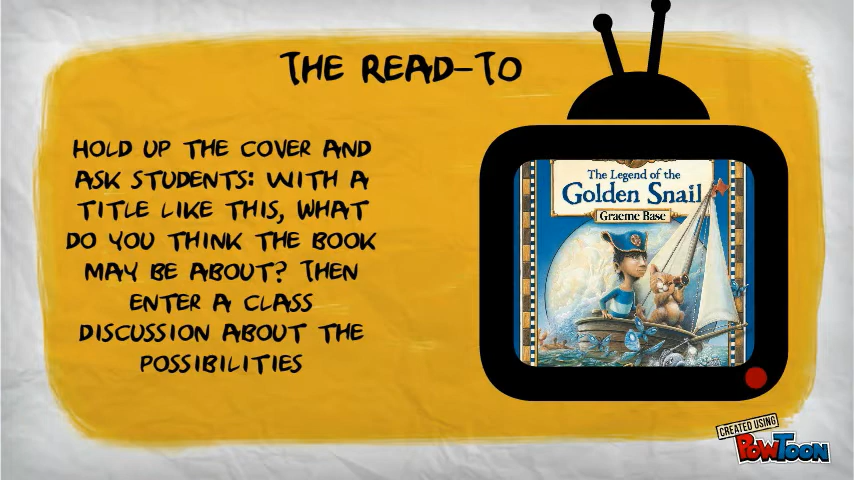 THE READ-TO
HOLD UP THE COVER AND
ASK STUDENTS: WITH A
TITLE LIKE THIS, WHAT
DO YOU THINK THE BOOK
MAY BE ABOUT? THEN
ENTER A CLASS
DISCUSSION ABOUT THE
POSSIBILITIES
The Legend of the
Golden Snail
Graeme Base
CREATED USING
POWTOON